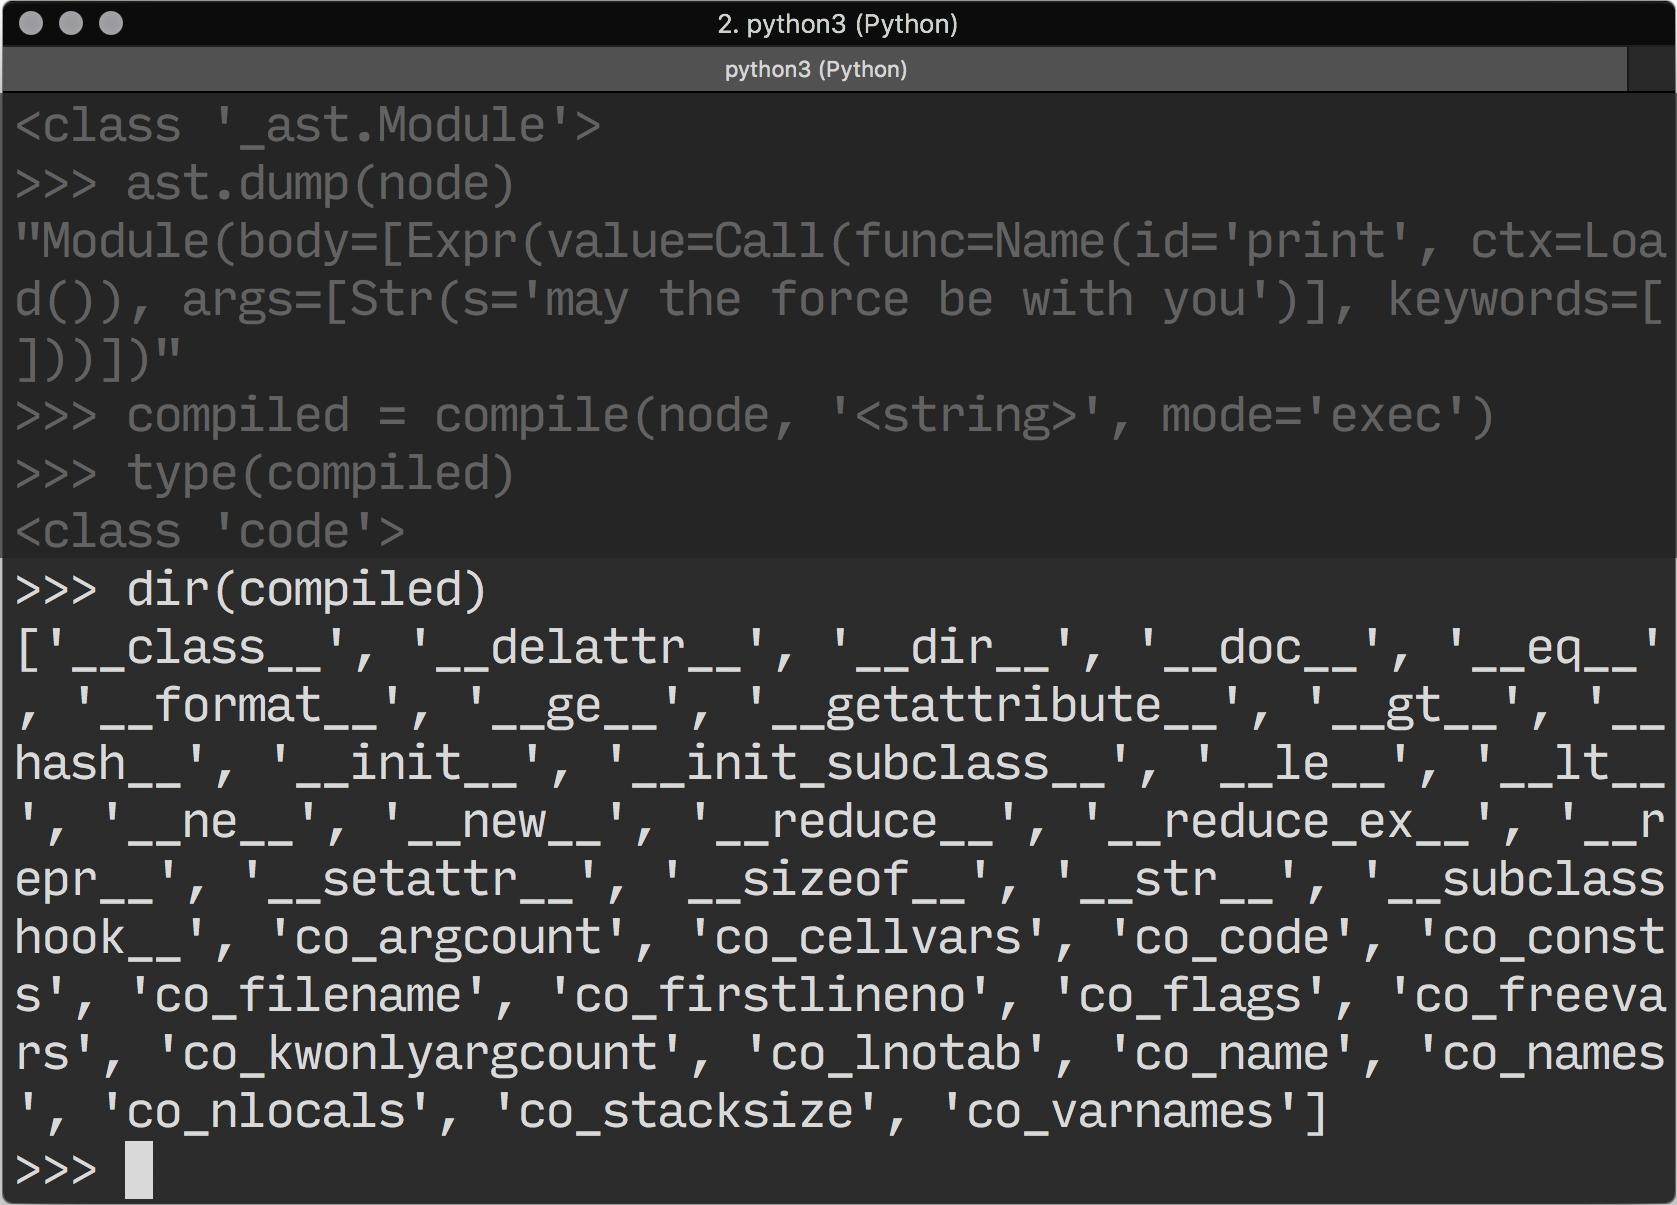 2. python3 (Python)
python3 (Python)
<class '_ast.Module'>
>>> ast.dump(node)
"Module(body=[Expr(value=Call(func=Name(id='print', ctx=Loa
d()), args=[Str(s='may the force be with you')], keywords=[
]))])"
>>> compiled = compile(node, '<string>', mode='exec')
>>> type(compiled)
<class 'code'>
>>> dir(compiled)
['__class__', '__delattr__', '__dir__', '__doc__', '__eq__'
, '__format__', '__ge__', '__getattribute__', '__gt__', '__
hash__', '__init__', '__init_subclass__', '__le__', '__lt__
', '__ne__', '__new__', '__reduce__', '__reduce_ex__', '__r
epr__', '__setattr__', '__sizeof__', '__str__', '__subclass
hook__', 'co_argcount', 'co_cellvars', 'co_code', 'co_const
s', 'co_filename', 'co_firstlineno', 'co_flags', 'co_freeva
rs', 'co_kwonlyargcount', 'co_lnotab', 'co_name', 'co_names
', 'co_nlocals', 'co_stacksize', 'co_varnames']
>>>